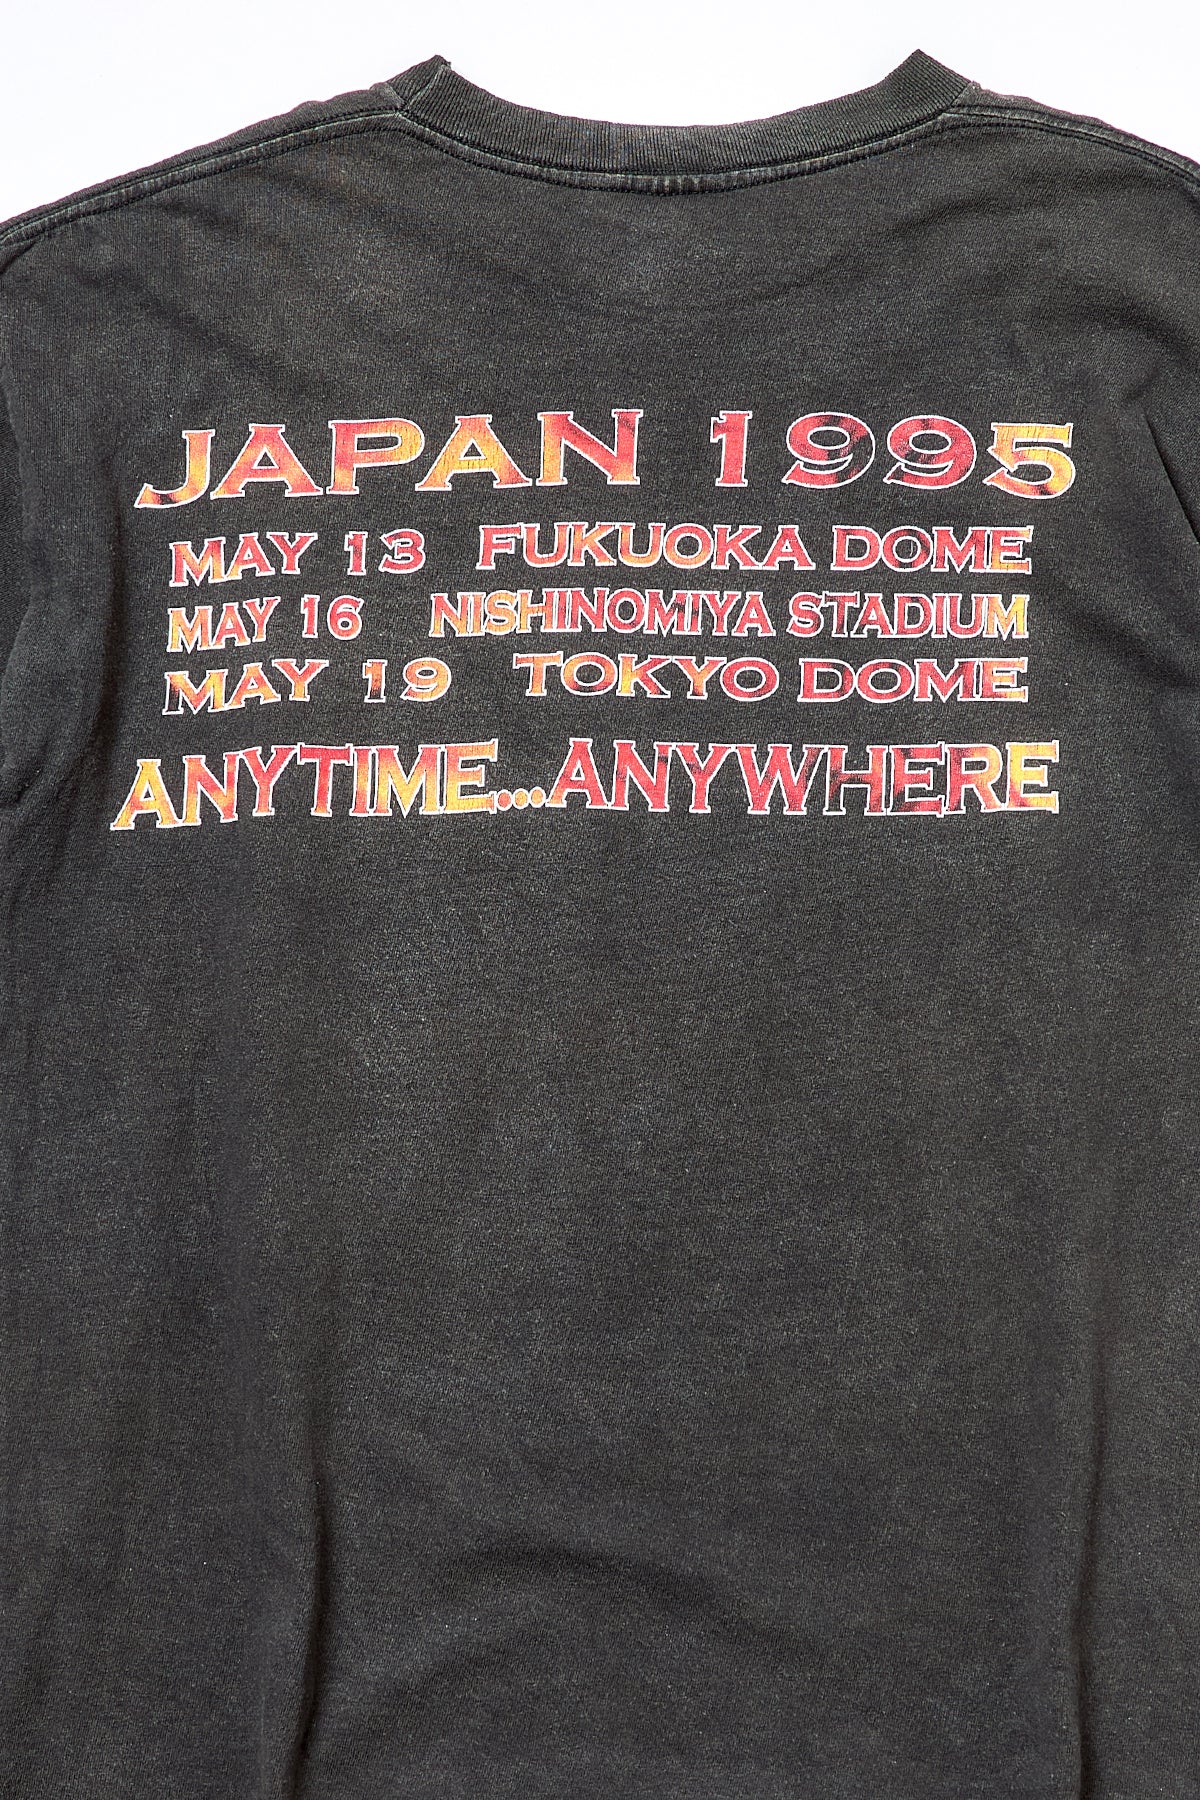 JAPAN 1995
MAY 13 FUKUOKA DOME
MAY 16 NISHINOMIYA STADIUM
MAY 19 TOKYO DOME
ANYTIME...ANYWHERE